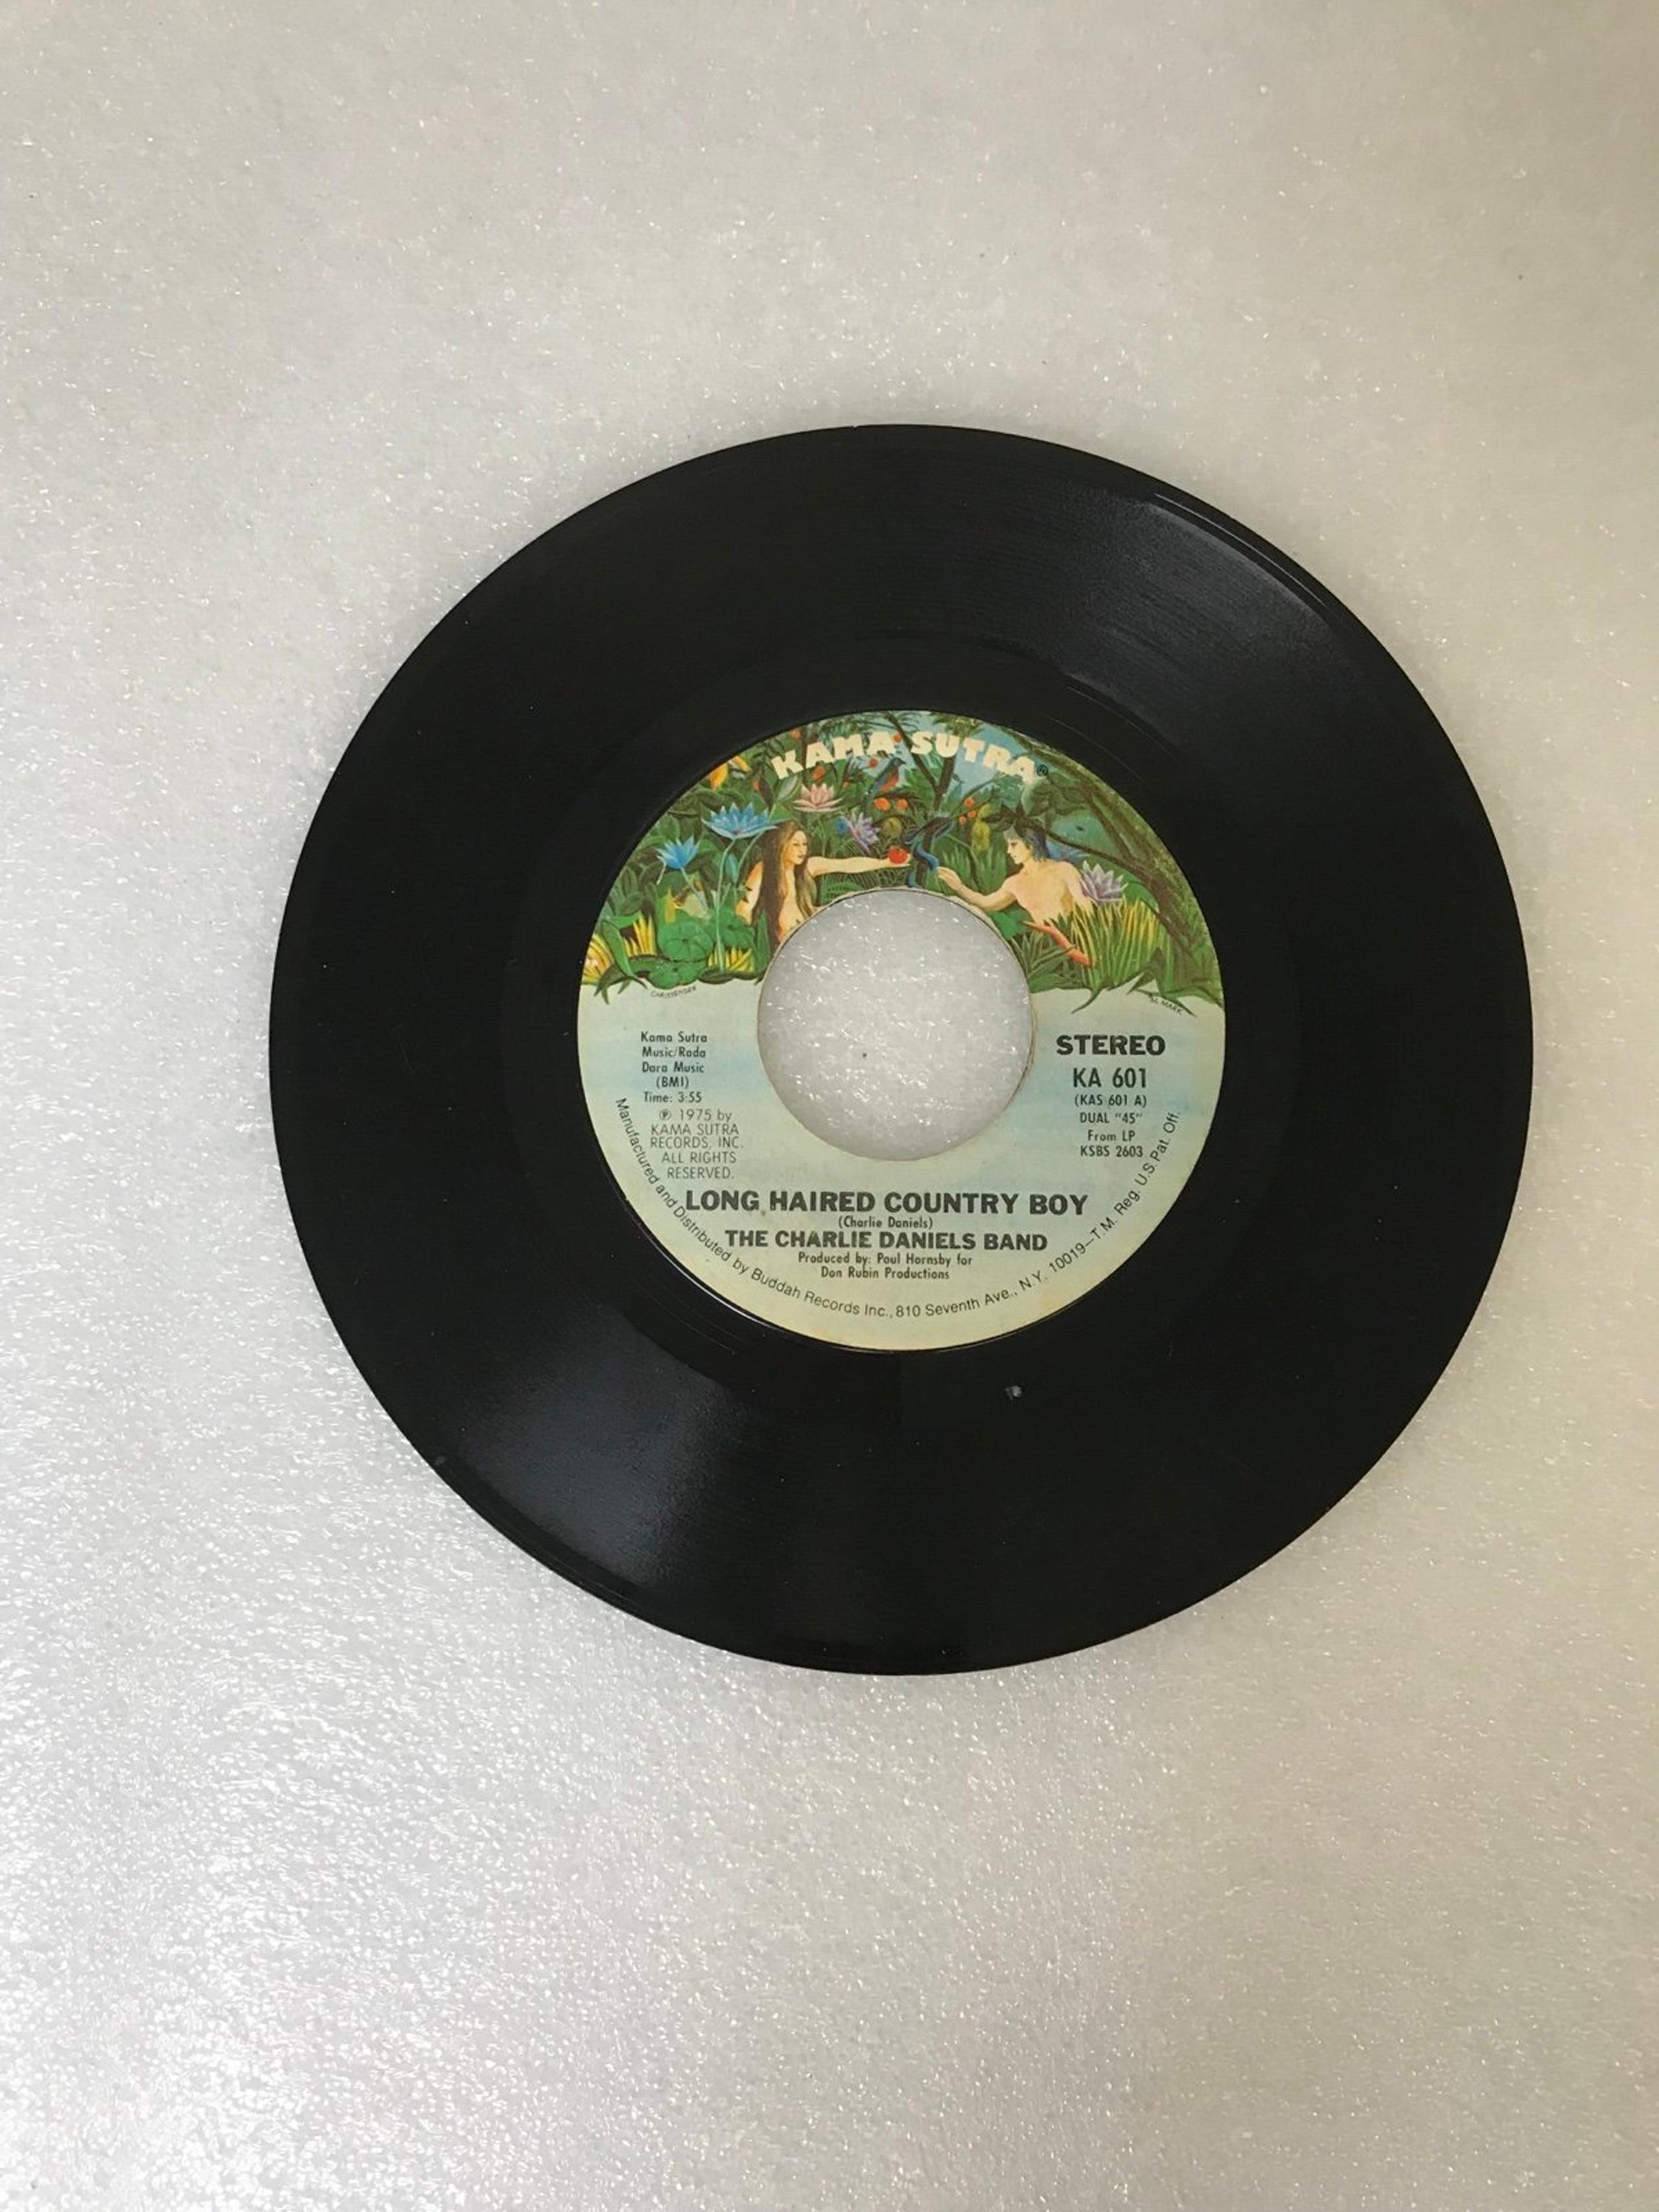 KAMA SUTRA®
CHRISTENSEN
Kama Sutra
Music/Rada
Dara Music
(BMI)
Time: 3:55
℗ 1975 by
KAMA SUTRA
RECORDS, INC.
ALL RIGHTS
RESERVED.
STEREO
KA 601
(KAS 601 A)
DUAL "45"
From LP
KSBS 2603
LONG HAIRED COUNTRY BOY
(Charlie Daniels)
THE CHARLIE DANIELS BAND
Produced by: Paul Hornsby for
Don Rubin Productions
Manufactured and Distributed by Buddah Records Inc., 810 Seventh Ave., N.Y. 10019—T.M. Reg. U.S. Pat. Off.